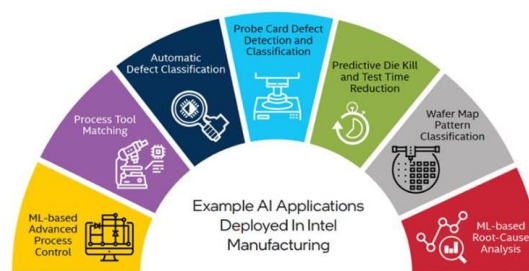 ML-based
Advanced
Process
Control
Process Tool
Matching
Automatic
Defect Classification
Probe Card Defect
Detection and
Classification
Predictive Die Kill
and Test Time
Reduction
Wafer Map
Pattern
Classification
ML-based
Root-Cause
Analysis
Example AI Applications
Deployed In Intel
Manufacturing